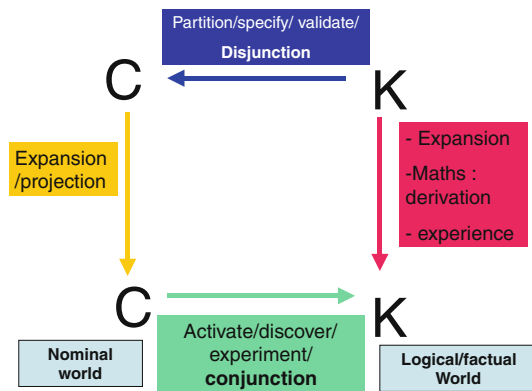 Partition/specify/ validate/
Disjunction
C
K
Expansion
/projection
- Expansion
-Maths :
derivation
- experience
C
K
Activate/discover/
experiment/
conjunction
Nominal
world
Logical/factual
World